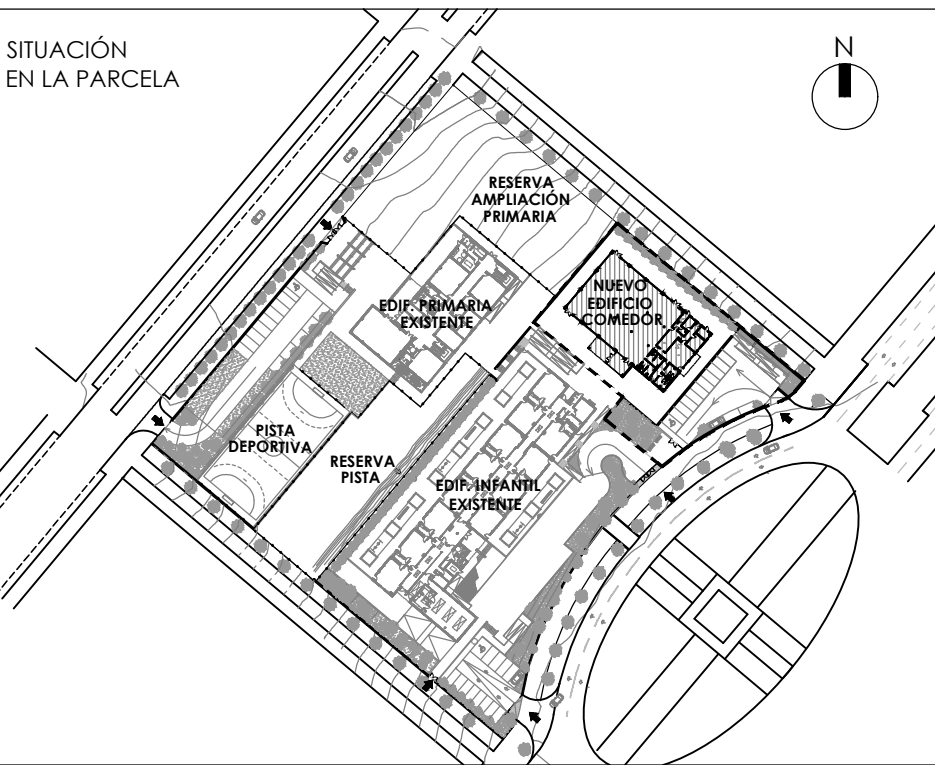 SITUACIÓN
EN LA PARCELA
N
RESERVA
AMPLIACIÓN
PRIMARIA
NUEVO
EDIFICIO
COMEDOR
EDIF. PRIMARIA
EXISTENTE
PISTA
DEPORTIVA
RESERVA
PISTA
EDIF. INFANTIL
EXISTENTE